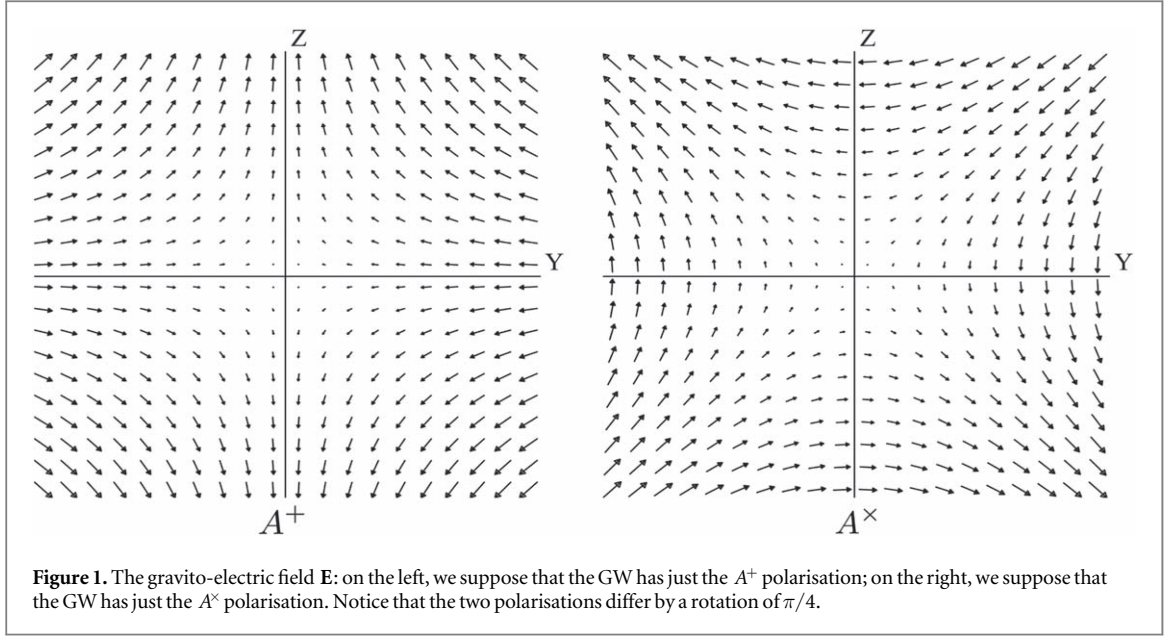 Z
Z
Y
Y
A⁺
A×
Figure 1. The gravito-electric field E: on the left, we suppose that the GW has just the A⁺ polarisation; on the right, we suppose that
the GW has just the A× polarisation. Notice that the two polarisations differ by a rotation of π/4.